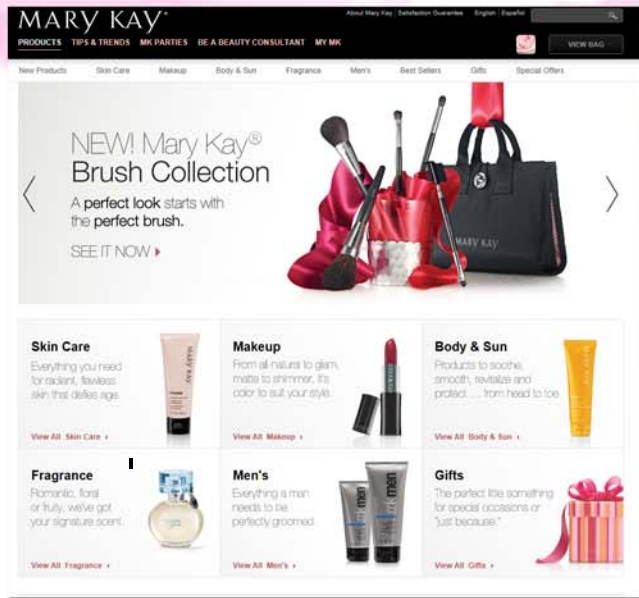 MARY KAY®
About Mary Kay | Satisfaction Guarantee English | Español
PRODUCTS TIPS & TRENDS MK PARTIES BE A BEAUTY CONSULTANT MY MK
VIEW BAG
New Products Skin Care Makeup Body & Sun Fragrance Men's Best Sellers Gifts Special Offers
NEW! Mary Kay®
Brush Collection
A perfect look starts with
the perfect brush.
SEE IT NOW
MARY KAY
Skin Care
Everything you need
for radiant, flawless
skin that defies age.
View All Skin Care
MARY KAY
Makeup
From all-natural to glam,
matte to shimmer, it's
color to suit your style.
View All Makeup
Body & Sun
Products to soothe,
smooth, revitalize and
protect . . . from head to toe.
View All Body & Sun
Fragrance
Romantic, floral
or fruity, we've got
your signature scent.
View All Fragrance
Men's
Everything a man
needs to be
perfectly groomed.
View All Men's
men
men
Gifts
The perfect little something
for special occasions or
"just because."
View All Gifts